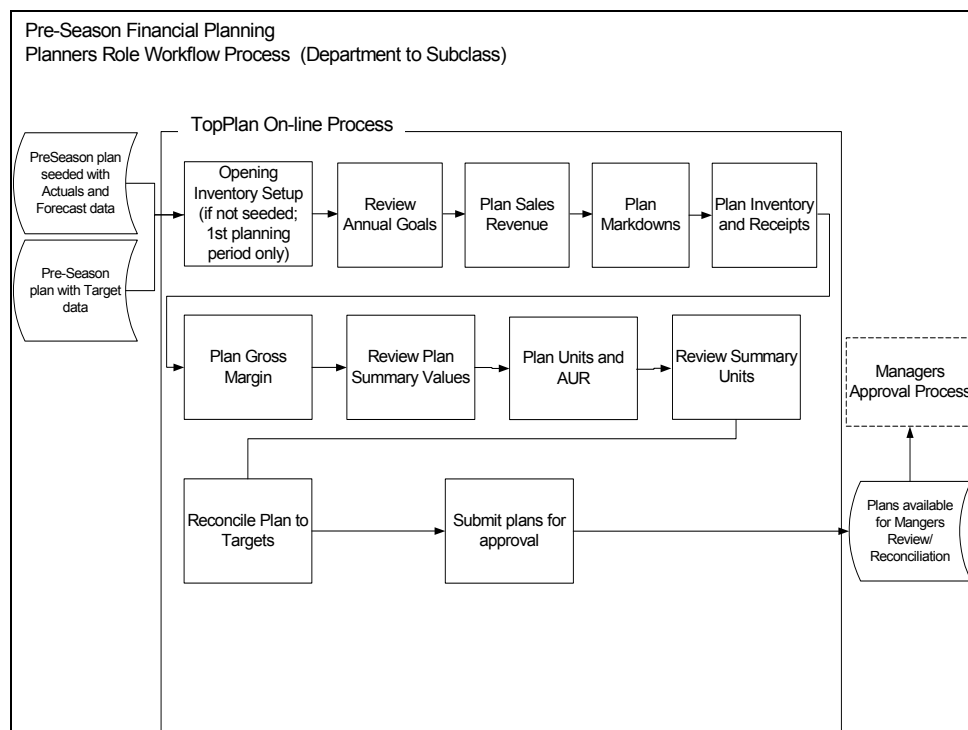 Pre-Season Financial Planning
Planners Role Workflow Process  (Department to Subclass)
TopPlan On-line Process
PreSeason plan
seeded with
Actuals and
Forecast data
Pre-Season
plan with Target
data
Opening
Inventory Setup
(if not seeded;
1st planning
period only)
Review
Annual Goals
Plan Sales
Revenue
Plan
Markdowns
Plan Inventory
and Receipts
Plan Gross
Margin
Review Plan
Summary Values
Plan Units and
AUR
Review Summary
Units
Managers
Approval Process
Reconcile Plan to
Targets
Submit plans for
approval
Plans available
for Mangers
Review/
Reconciliation